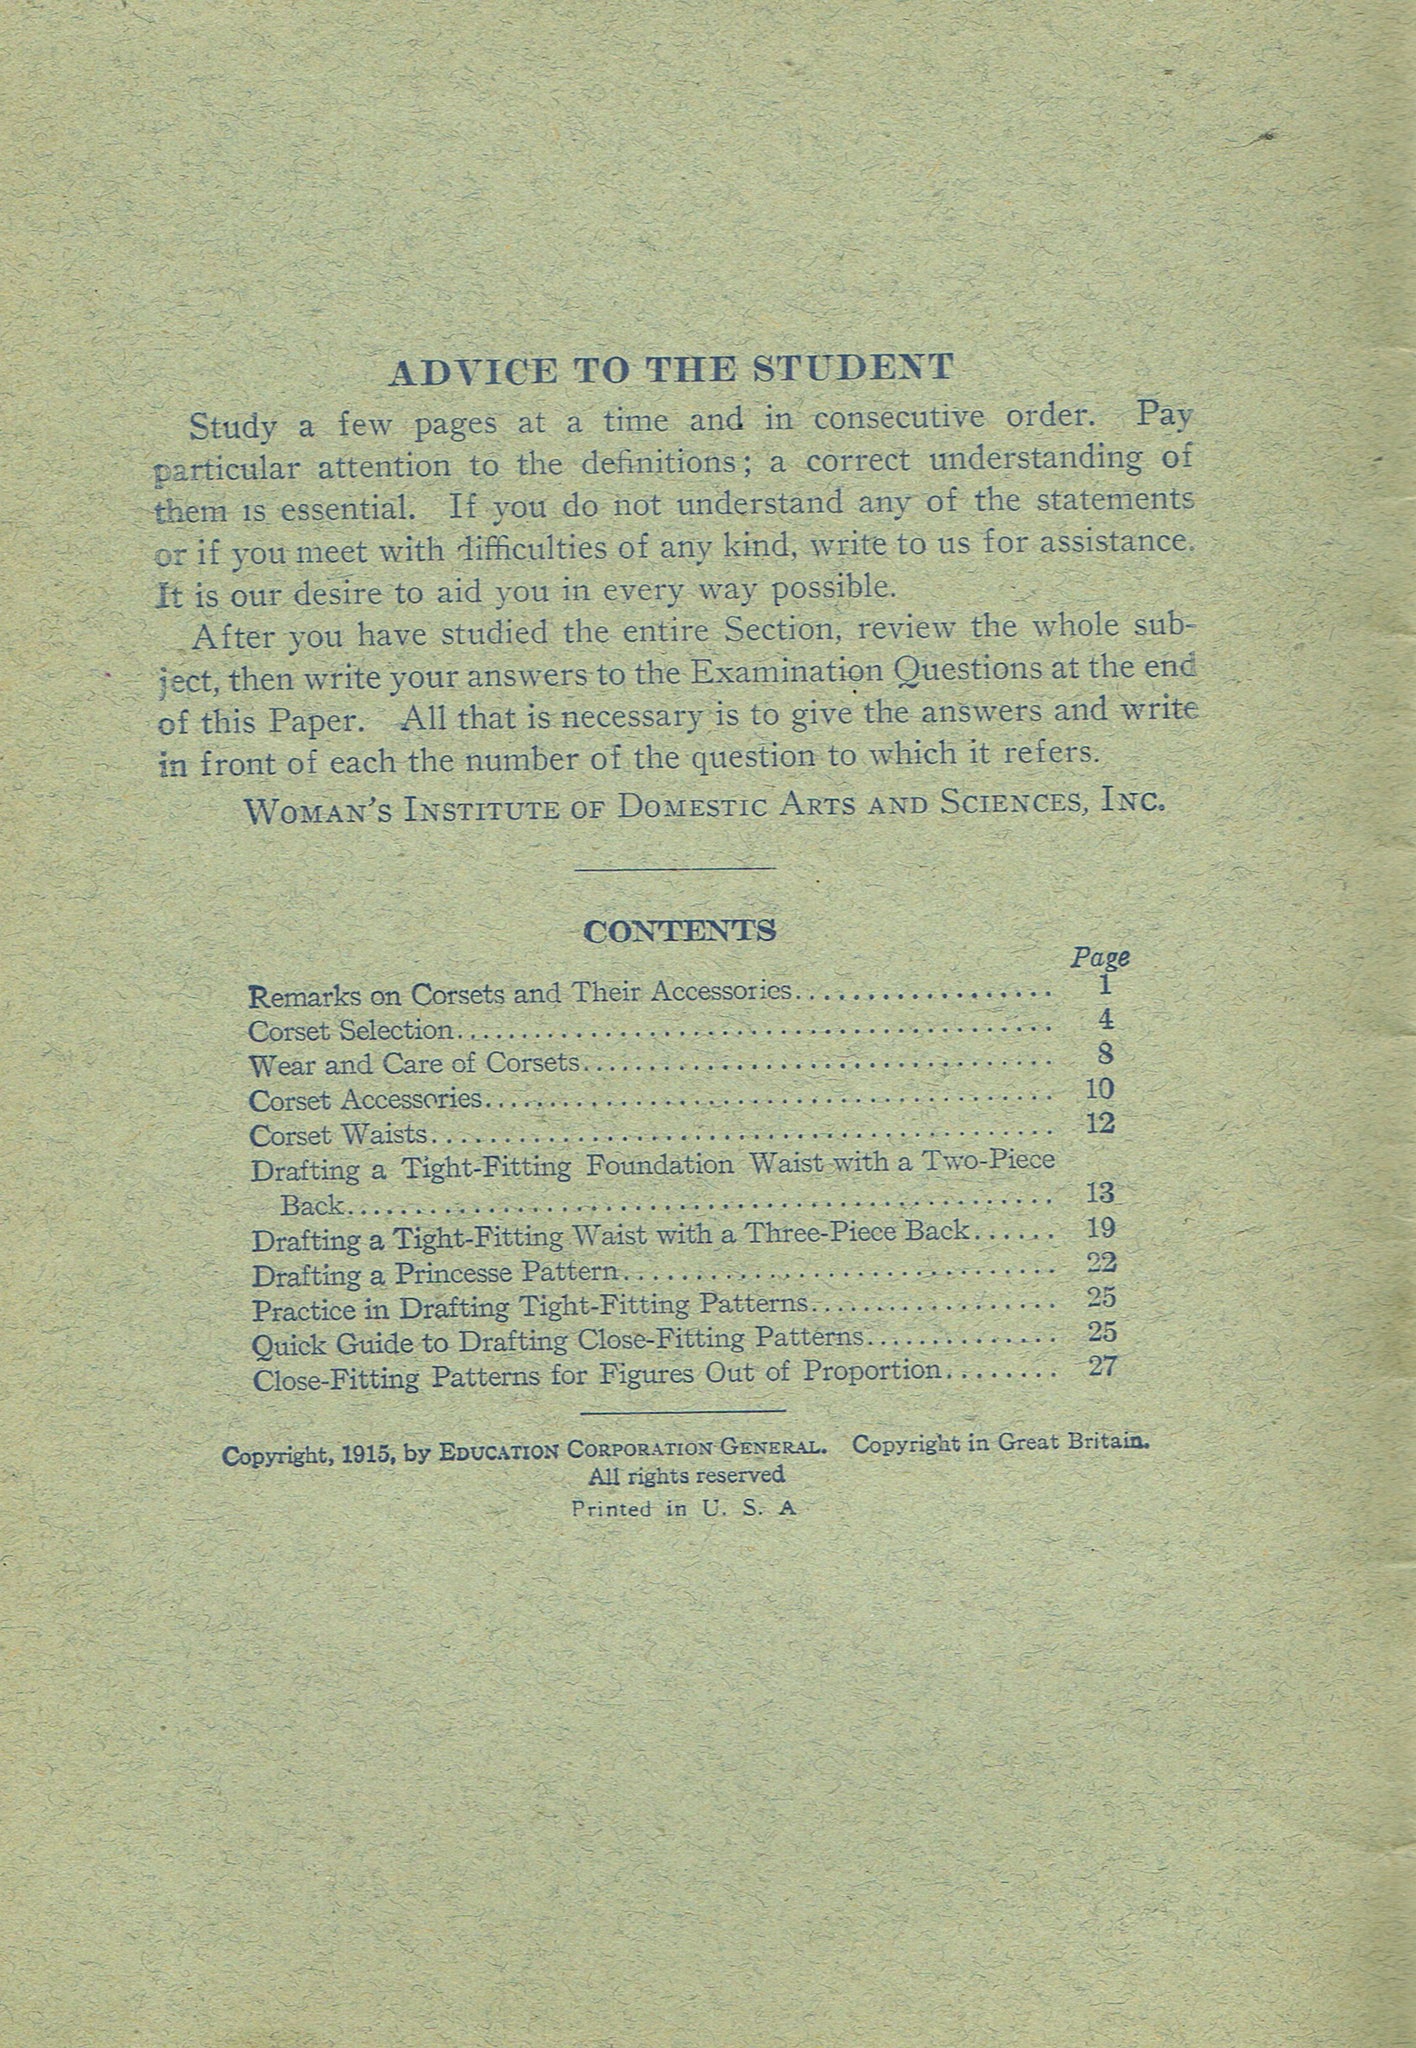 ADVICE TO THE STUDENT
Study a few pages at a time and in consecutive order. Pay
particular attention to the definitions; a correct understanding of
them is essential. If you do not understand any of the statements
or if you meet with difficulties of any kind, write to us for assistance.
It is our desire to aid you in every way possible.
After you have studied the entire Section, review the whole sub-
ject, then write your answers to the Examination Questions at the end
of this Paper. All that is necessary is to give the answers and write
in front of each the number of the question to which it refers.
WOMAN'S INSTITUTE OF DOMESTIC ARTS AND SCIENCES, INC.
CONTENTS
Page
Remarks on Corsets and Their Accessories.................. 1
Corset Selection.......................................... 4
Wear and Care of Corsets.................................. 8
Corset Accessories........................................ 10
Corset Waists............................................. 12
Drafting a Tight-Fitting Foundation Waist with a Two-Piece
Back.................................................. 13
Drafting a Tight-Fitting Waist with a Three-Piece Back...... 19
Drafting a Princesse Pattern.............................. 22
Practice in Drafting Tight-Fitting Patterns................. 25
Quick Guide to Drafting Close-Fitting Patterns............. 25
Close-Fitting Patterns for Figures Out of Proportion........ 27
Copyright, 1915, by EDUCATION CORPORATION GENERAL. Copyright in Great Britain.
All rights reserved
Printed in U. S. A